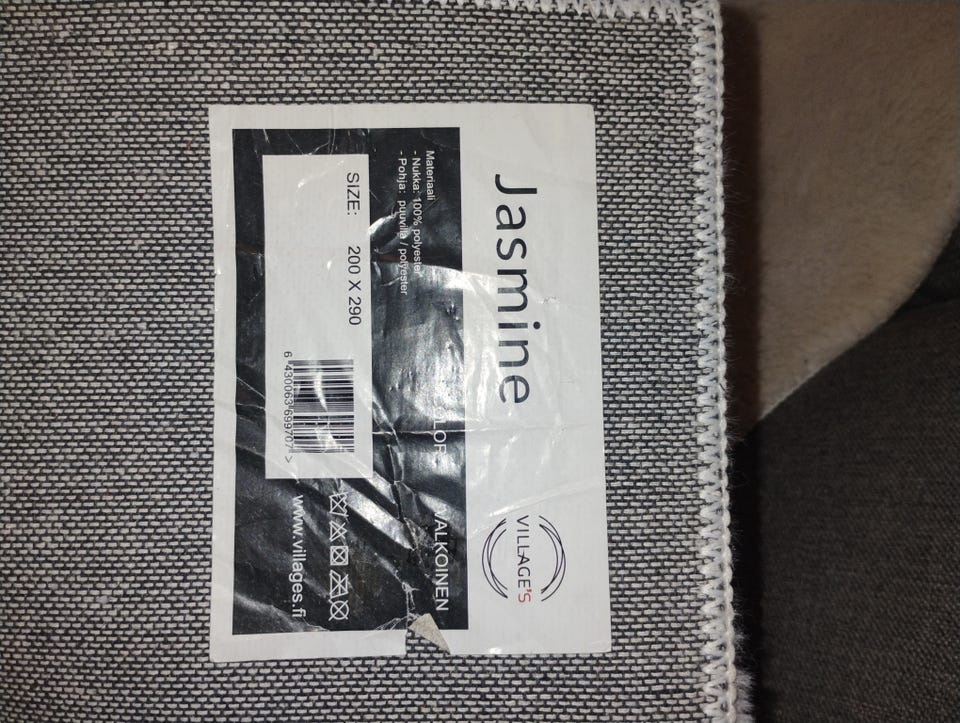 Jasmine
VILLAGE'S
Materiaali
- Nukka: 100% polyester
- Pohja: puuvilla / polyester
LOR
VALKOINEN
SIZE: 200 X 290
6 430063 699707 >
www.villages.fi